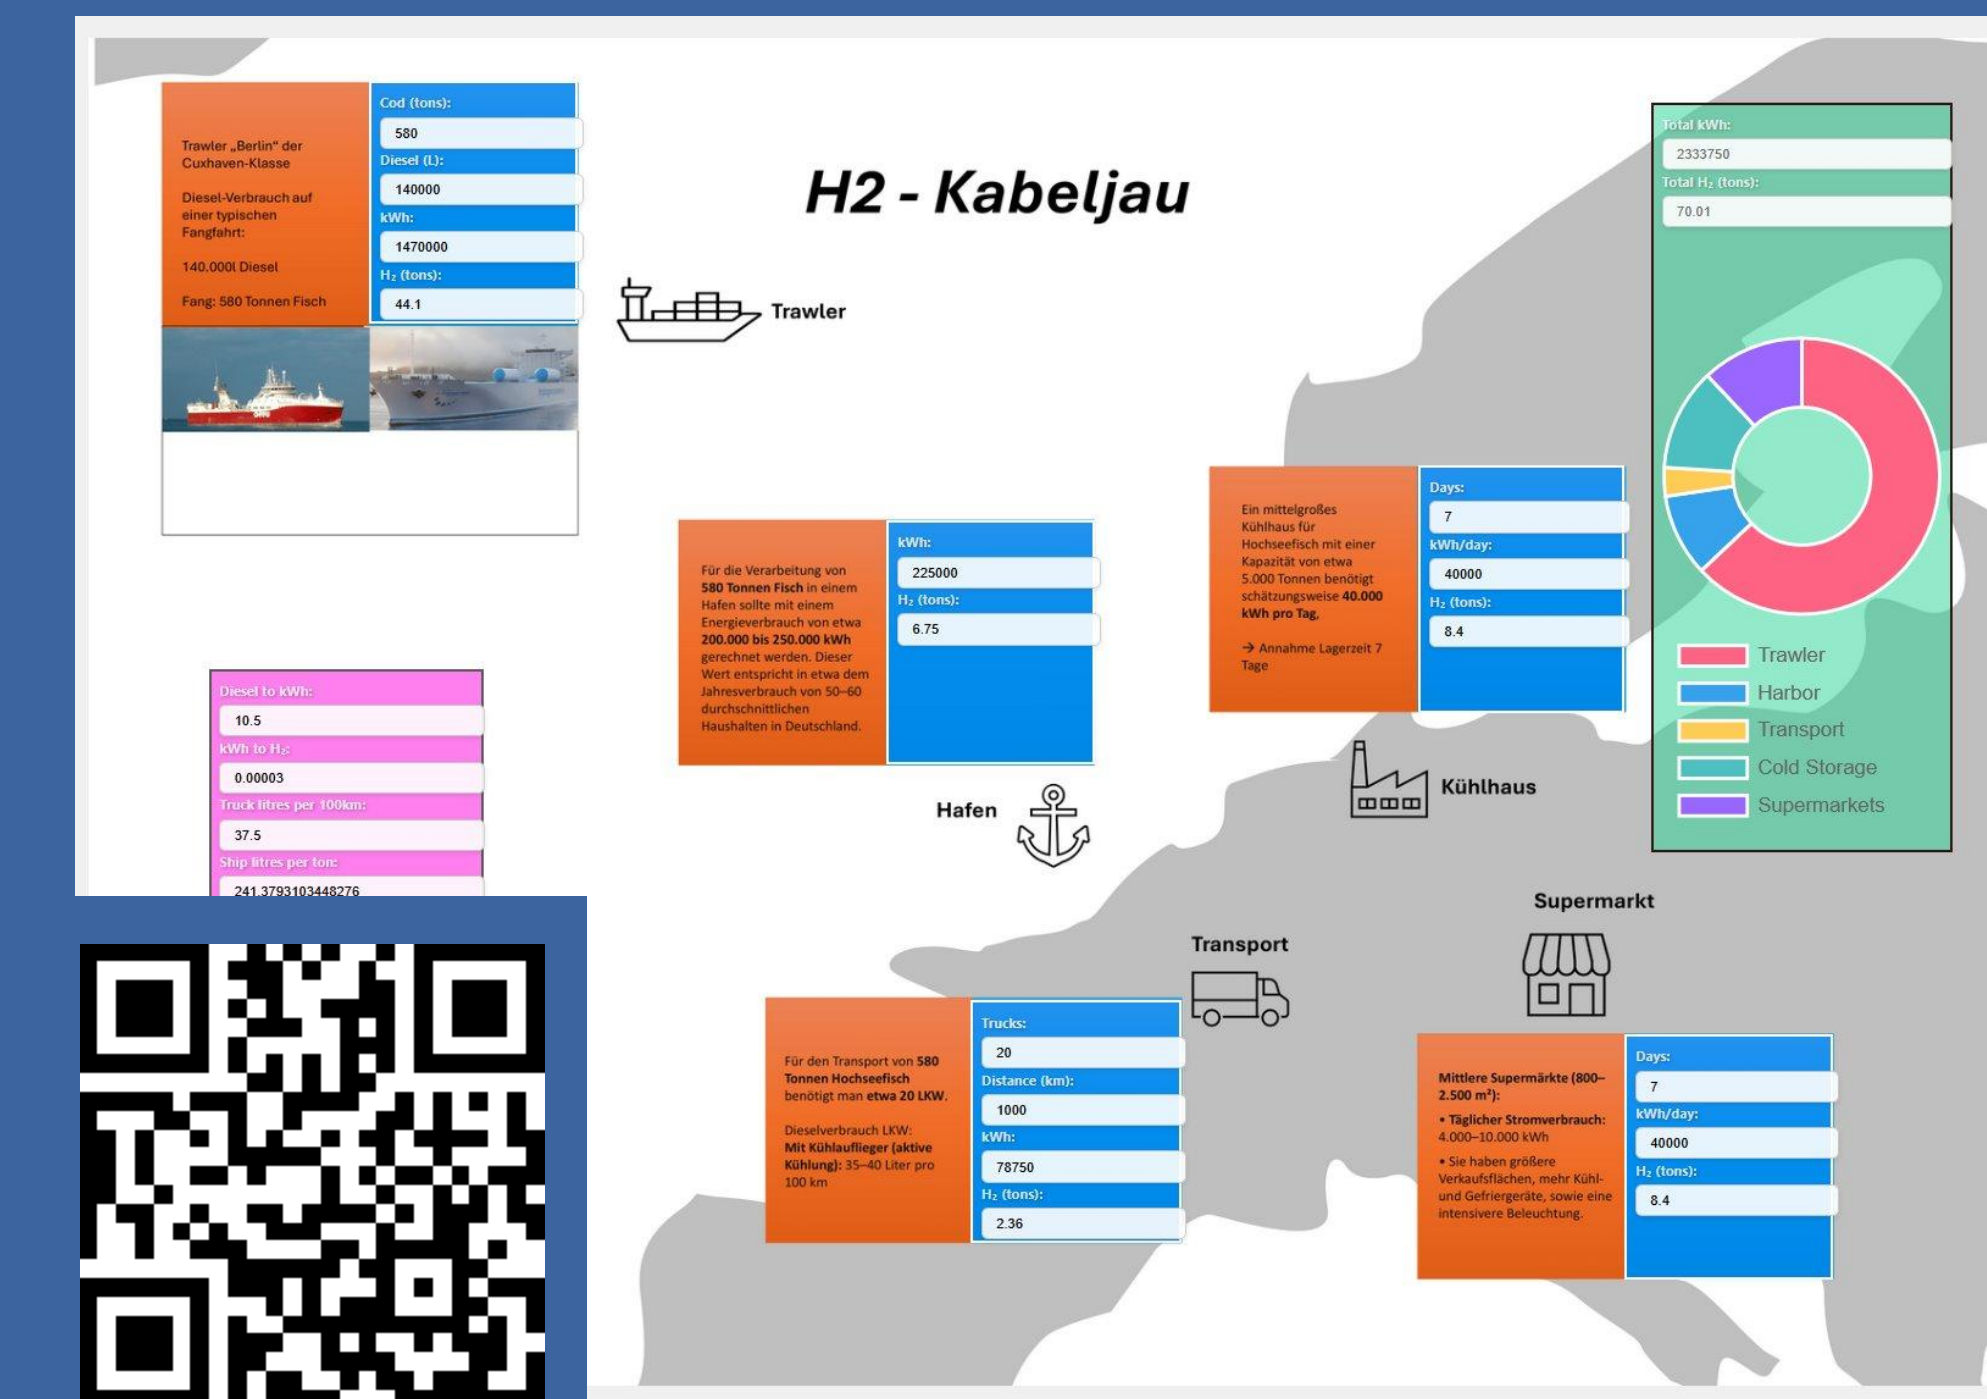 H2 - Kabeljau
Trawler „Berlin“ der
Cuxhaven-Klasse
Diesel-Verbrauch auf
einer typischen
Fangfahrt:
140.000l Diesel
Fang: 580 Tonnen Fisch
Cod (tons):
580
Diesel (L):
140000
kWh:
1470000
H₂ (tons):
44.1
Trawler
Total kWh:
2333750
Total H₂ (tons):
70.01
Trawler
Harbor
Transport
Cold Storage
Supermarkets
Für die Verarbeitung von
580 Tonnen Fisch in einem
Hafen sollte mit einem
Energieverbrauch von etwa
200.000 bis 250.000 kWh
gerechnet werden. Dieser
Wert entspricht in etwa dem
Jahresverbrauch von 50–60
durchschnittlichen
Haushalten in Deutschland.
kWh:
225000
H₂ (tons):
6.75
Hafen
Ein mittelgroßes
Kühlhaus für
Hochseefisch mit einer
Kapazität von etwa
5.000 Tonnen benötigt
schätzungsweise 40.000
kWh pro Tag,
→ Annahme Lagerzeit 7
Tage
Days:
7
kWh/day:
40000
H₂ (tons):
8.4
Kühlhaus
Diesel to kWh:
10.5
kWh to H₂:
0.00003
Truck litres per 100km:
37.5
Ship litres per ton:
241.3793103448276
Transport
Für den Transport von 580
Tonnen Hochseefisch
benötigt man etwa 20 LKW.
Dieselverbrauch LKW:
Mit Kühlauflieger (aktive
Kühlung): 35–40 Liter pro
100 km
Trucks:
20
Distance (km):
1000
kWh:
78750
H₂ (tons):
2.36
Supermarkt
Mittlere Supermärkte (800–
2.500 m²):
• Täglicher Stromverbrauch:
4.000–10.000 kWh
• Sie haben größere
Verkaufsflächen, mehr Kühl-
und Gefriergeräte, sowie eine
intensivere Beleuchtung.
Days:
7
kWh/day:
40000
H₂ (tons):
8.4